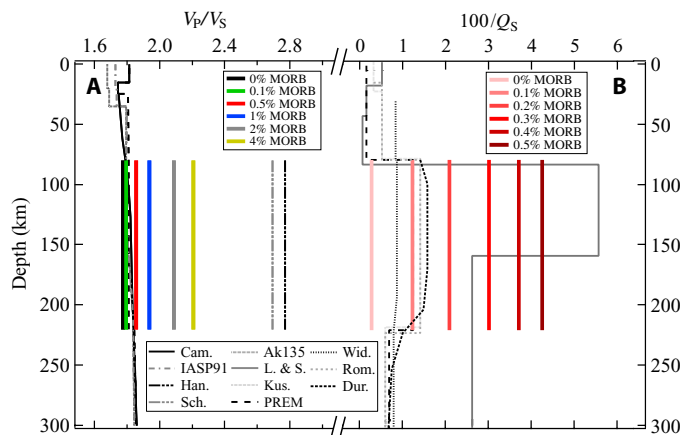 V_P/V_S
100/Q_S
1.6 2.0 2.4 2.8 0 1 2 3 4 5 6
A
B
0
50
100
150
200
250
300
Depth (km)
0% MORB
0.1% MORB
0.5% MORB
1% MORB
2% MORB
4% MORB
0% MORB
0.1% MORB
0.2% MORB
0.3% MORB
0.4% MORB
0.5% MORB
0
50
100
150
200
250
300
Cam.
IASP91
Han.
Sch.
Ak135
L. & S.
Kus.
PREM
Wid.
Rom.
Dur.